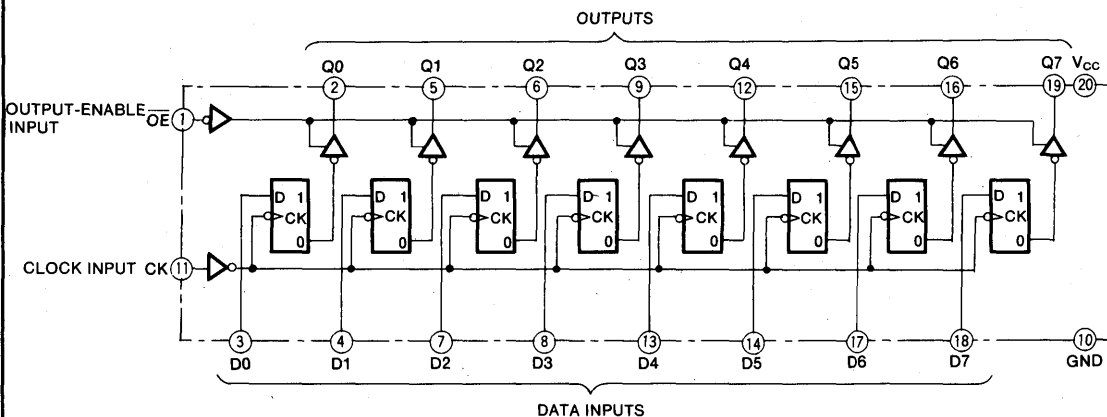 OUTPUTS
Q0 Q1 Q2 Q3 Q4 Q5 Q6 Q7 VCC
2 5 6 9 12 15 16 19 20
OUTPUT-ENABLE
INPUT
OE 1
D 1 D 1 D 1 D 1 D 1 D 1 D 1 D 1
CK CK CK CK CK CK CK CK
0 0 0 0 0 0 0 0
CLOCK INPUT CK 11
3 4 7 8 13 14 17 18 10
D0 D1 D2 D3 D4 D5 D6 D7 GND
DATA INPUTS